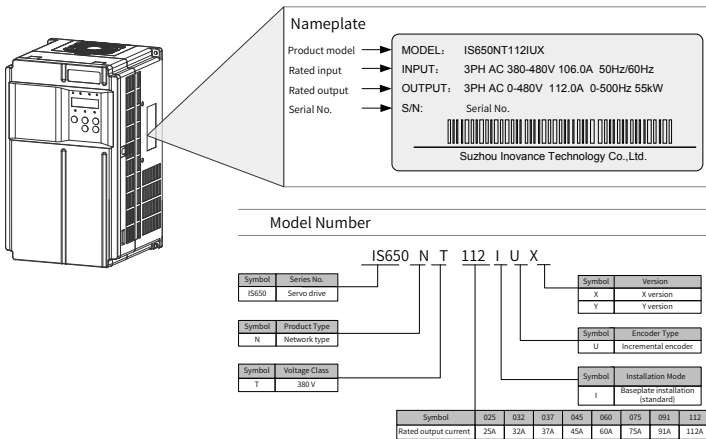 Nameplate
Product model
MODEL: IS650NT112IUX
Rated input
INPUT: 3PH AC 380-480V 106.0A 50Hz/60Hz
Rated output
OUTPUT: 3PH AC 0-480V 112.0A 0-500Hz 55kW
Serial No.
S/N: Serial No.
Suzhou Inovance Technology Co.,Ltd.
Model Number
IS650 N T 112 I U X
Symbol Series No.
IS650 Servo drive
Symbol Product Type
N Network type
Symbol Voltage Class
T 380 V
Symbol Version
X X version
Y Y version
Symbol Encoder Type
U Incremental encoder
Symbol Installation Mode
I Baseplate installation
(standard)
Symbol 025 032 037 045 060 075 091 112
Rated output current 25A 32A 37A 45A 60A 75A 91A 112A